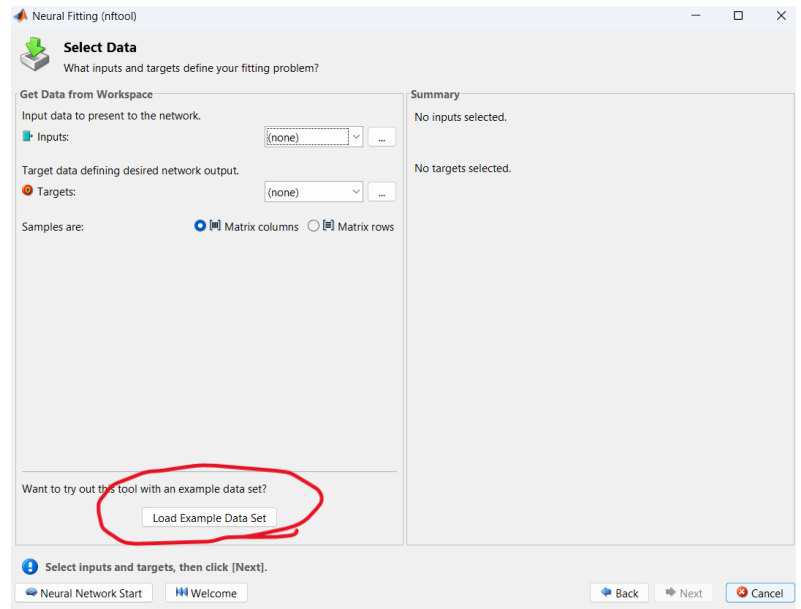 Neural Fitting (nftool)
Select Data
What inputs and targets define your fitting problem?
Get Data from Workspace
Input data to present to the network.
Inputs: (none) ...
Target data defining desired network output.
Targets: (none) ...
Samples are: Matrix columns Matrix rows
Want to try out this tool with an example data set?
Load Example Data Set
Summary
No inputs selected.
No targets selected.
Select inputs and targets, then click [Next].
Neural Network Start Welcome Back Next Cancel